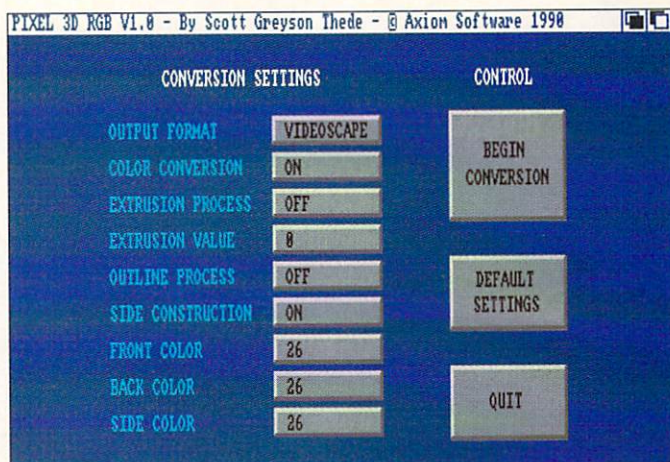 PIXEL 3D RGB V1.0 - By Scott Greyson Thede - © Axiom Software 1990
CONVERSION SETTINGS
CONTROL
OUTPUT FORMAT VIDEOSCAPE
COLOR CONVERSION ON
EXTRUSION PROCESS OFF
EXTRUSION VALUE 0
OUTLINE PROCESS OFF
SIDE CONSTRUCTION ON
FRONT COLOR 26
BACK COLOR 26
SIDE COLOR 26
BEGIN
CONVERSION
DEFAULT
SETTINGS
QUIT